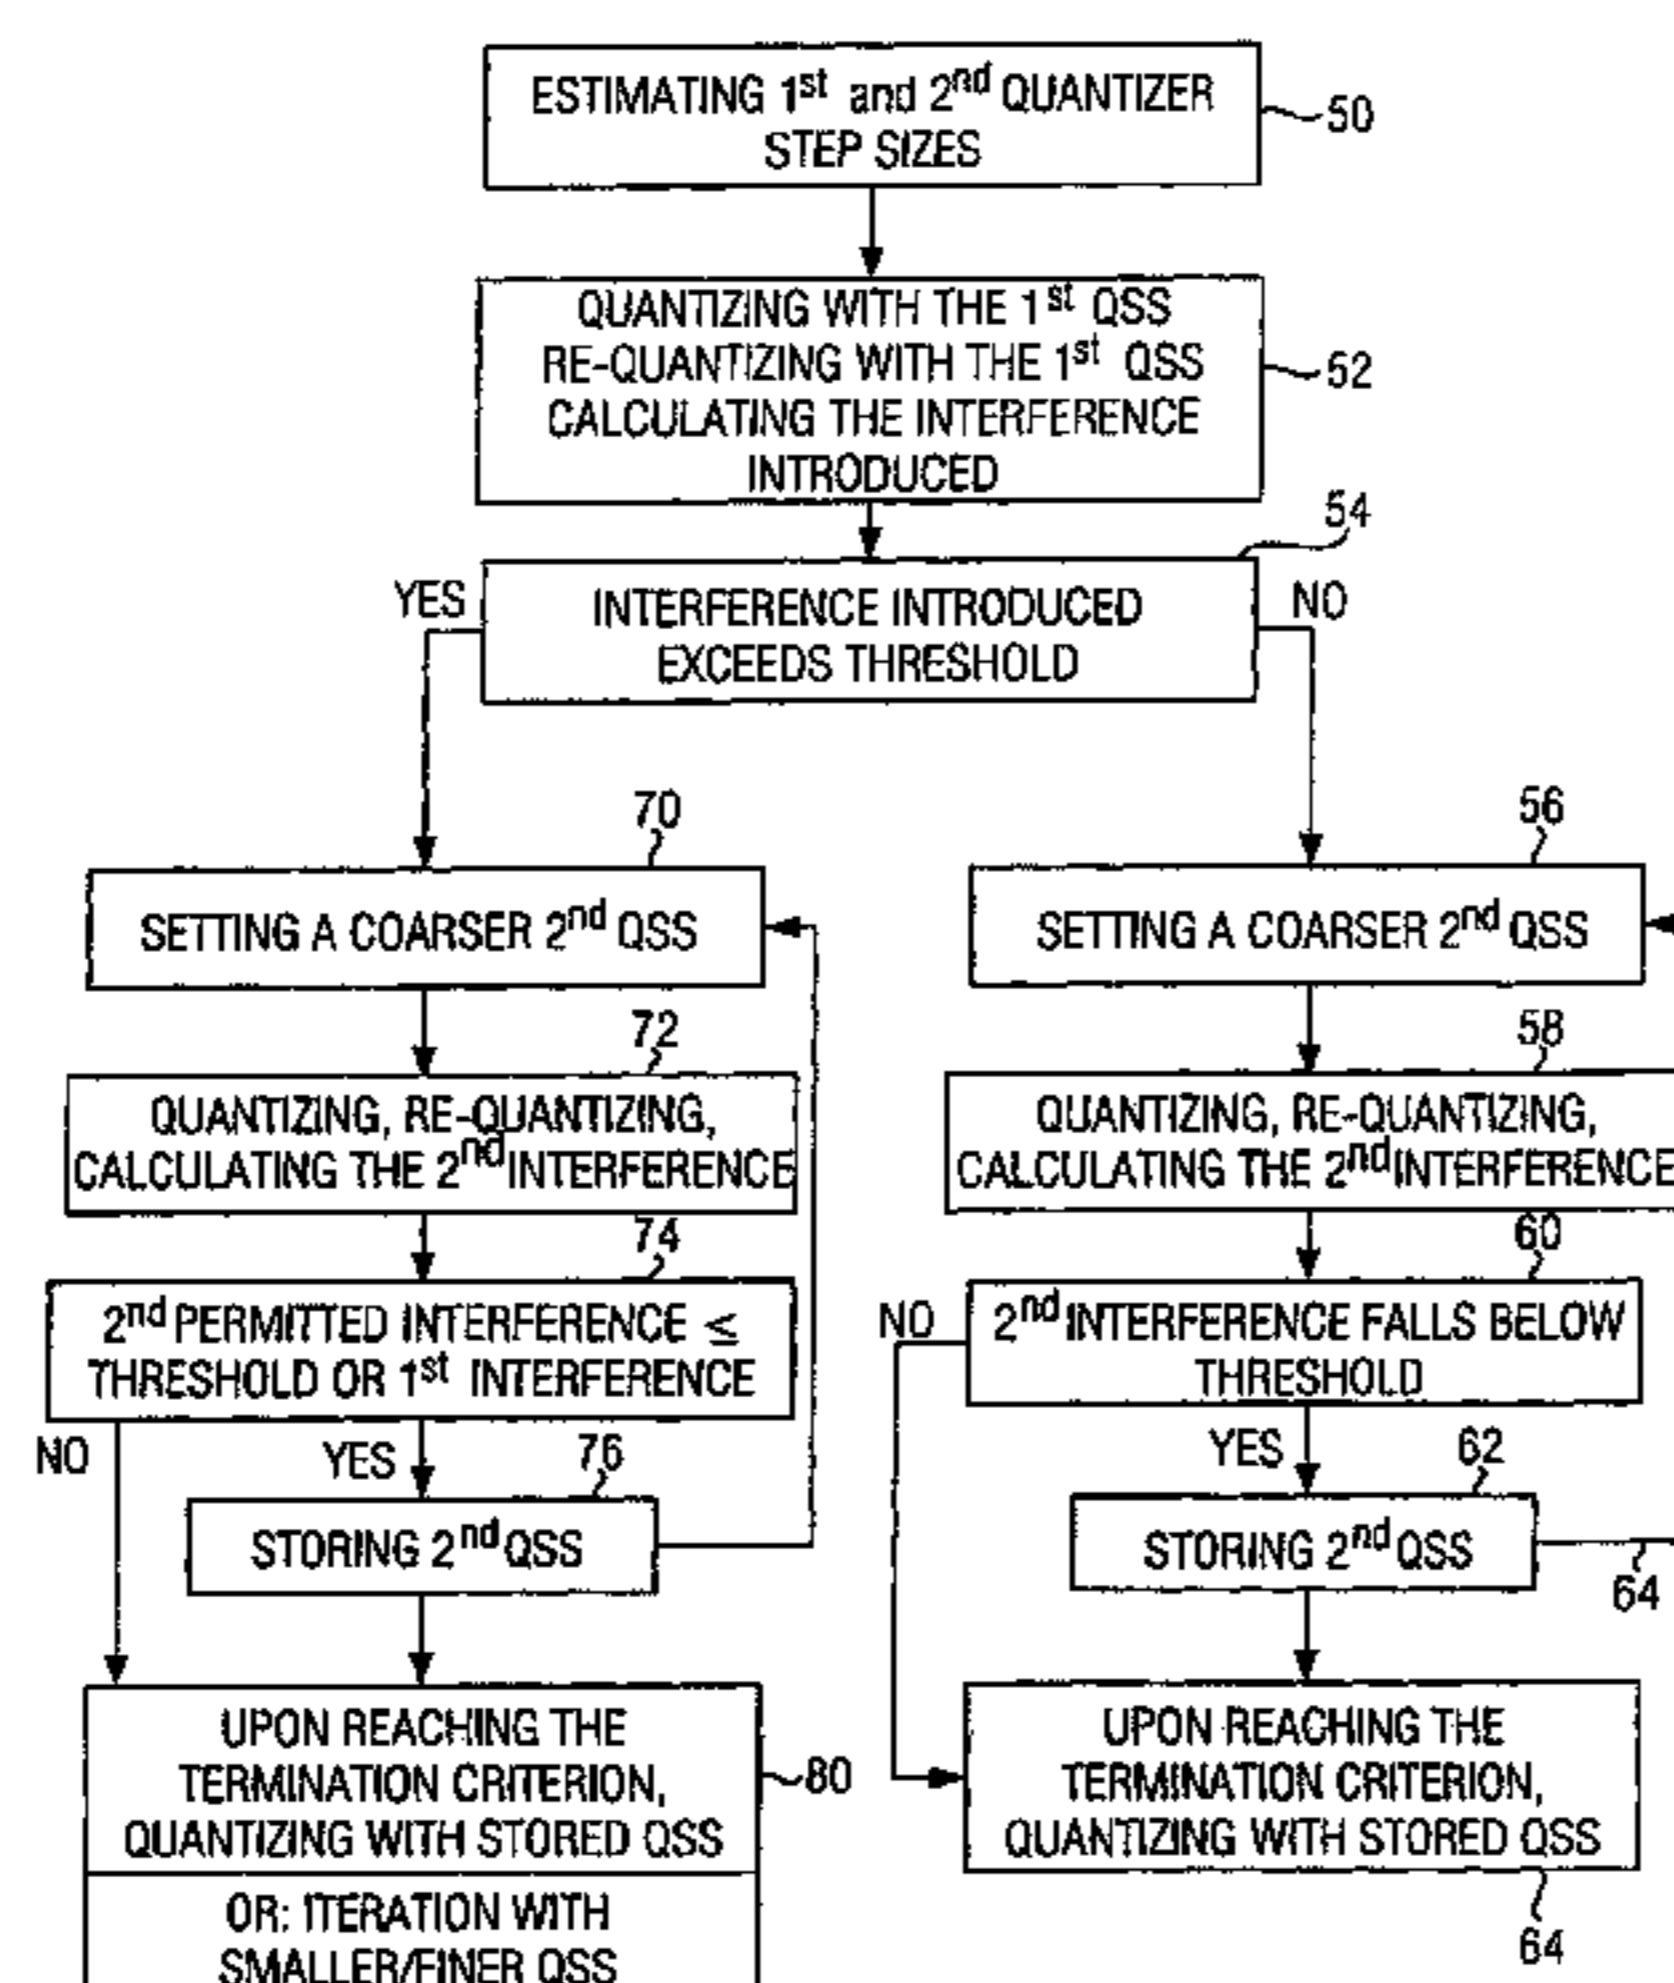 ESTIMATING 1st and 2nd QUANTIZER
STEP SIZES
50
QUANTIZING WITH THE 1st QSS
RE-QUANTIZING WITH THE 1st QSS
CALCULATING THE INTERFERENCE
INTRODUCED
52
54
YES
INTERFERENCE INTRODUCED
EXCEEDS THRESHOLD
NO
70
SETTING A COARSER 2nd QSS
72
QUANTIZING, RE-QUANTIZING,
CALCULATING THE 2nd INTERFERENCE
74
2nd PERMITTED INTERFERENCE ≤
THRESHOLD OR 1st INTERFERENCE
NO
YES
76
STORING 2nd QSS
UPON REACHING THE
TERMINATION CRITERION,
QUANTIZING WITH STORED QSS
80
OR: ITERATION WITH
SMALLER/FINER QSS
56
SETTING A COARSER 2nd QSS
58
QUANTIZING, RE-QUANTIZING,
CALCULATING THE 2nd INTERFERENCE
60
NO
2nd INTERFERENCE FALLS BELOW
THRESHOLD
YES
62
STORING 2nd QSS
64
UPON REACHING THE
TERMINATION CRITERION,
QUANTIZING WITH STORED QSS
64